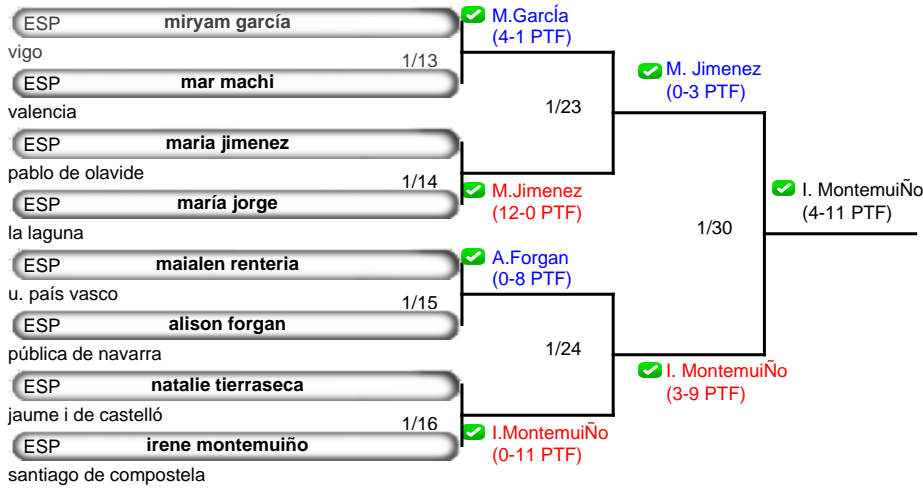 ESP miryam garcía
vigo
1/13
ESP mar machi
valencia
ESP maria jimenez
pablo de olavide
1/14
ESP maría jorge
la laguna
ESP maialen renteria
u. país vasco
1/15
ESP alison forgan
pública de navarra
ESP natalie tierraseca
jaume i de castelló
1/16
ESP irene montemuiño
santiago de compostela
M.GarcÍa
(4-1 PTF)
1/23
M.Jimenez
(12-0 PTF)
A.Forgan
(0-8 PTF)
1/24
I.MontemuiÑo
(0-11 PTF)
M. Jimenez
(0-3 PTF)
1/30
I. MontemuiÑo
(3-9 PTF)
I. MontemuiÑo
(4-11 PTF)